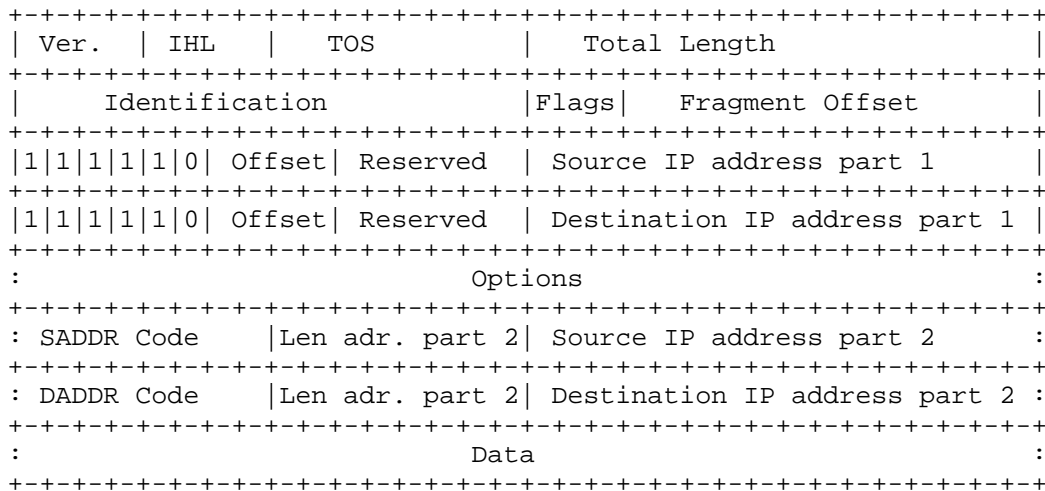 +-+-+-+-+-+-+-+-+-+-+-+-+-+-+-+-+-+-+-+-+-+-+-+-+-+-+-+-+-+-+-+-+
| Ver.  | IHL   |   TOS         |   Total Length                |
+-+-+-+-+-+-+-+-+-+-+-+-+-+-+-+-+-+-+-+-+-+-+-+-+-+-+-+-+-+-+-+-+
|     Identification            |Flags|   Fragment Offset       |
+-+-+-+-+-+-+-+-+-+-+-+-+-+-+-+-+-+-+-+-+-+-+-+-+-+-+-+-+-+-+-+-+
|1|1|1|1|1|0| Offset| Reserved  | Source IP address part 1      |
+-+-+-+-+-+-+-+-+-+-+-+-+-+-+-+-+-+-+-+-+-+-+-+-+-+-+-+-+-+-+-+-+
|1|1|1|1|1|0| Offset| Reserved  | Destination IP address part 1 |
+-+-+-+-+-+-+-+-+-+-+-+-+-+-+-+-+-+-+-+-+-+-+-+-+-+-+-+-+-+-+-+-+
:                            Options                            :
+-+-+-+-+-+-+-+-+-+-+-+-+-+-+-+-+-+-+-+-+-+-+-+-+-+-+-+-+-+-+-+-+
: SADDR Code    |Len adr. part 2| Source IP address part 2      :
+-+-+-+-+-+-+-+-+-+-+-+-+-+-+-+-+-+-+-+-+-+-+-+-+-+-+-+-+-+-+-+-+
: DADDR Code    |Len adr. part 2| Destination IP address part 2 :
+-+-+-+-+-+-+-+-+-+-+-+-+-+-+-+-+-+-+-+-+-+-+-+-+-+-+-+-+-+-+-+-+
:                            Data                               :
+-+-+-+-+-+-+-+-+-+-+-+-+-+-+-+-+-+-+-+-+-+-+-+-+-+-+-+-+-+-+-+-+